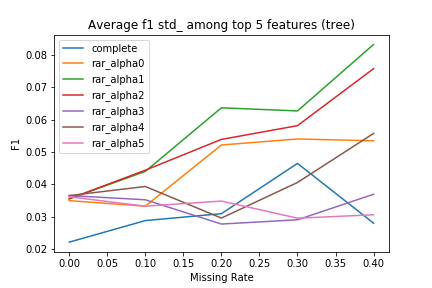 Average f1 std_ among top 5 features (tree)
F1
0.08
0.07
0.06
0.05
0.04
0.03
0.02
complete
rar_alpha0
rar_alpha1
rar_alpha2
rar_alpha3
rar_alpha4
rar_alpha5
0.00 0.05 0.10 0.15 0.20 0.25 0.30 0.35 0.40
Missing Rate